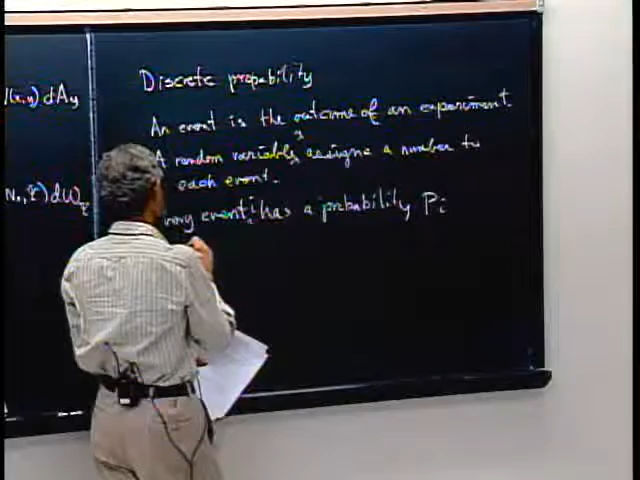 Discrete probability
An event is the outcome of an experiment.
A random variable x assigns a number to
each event.
very event i has a probability Pi
dAy